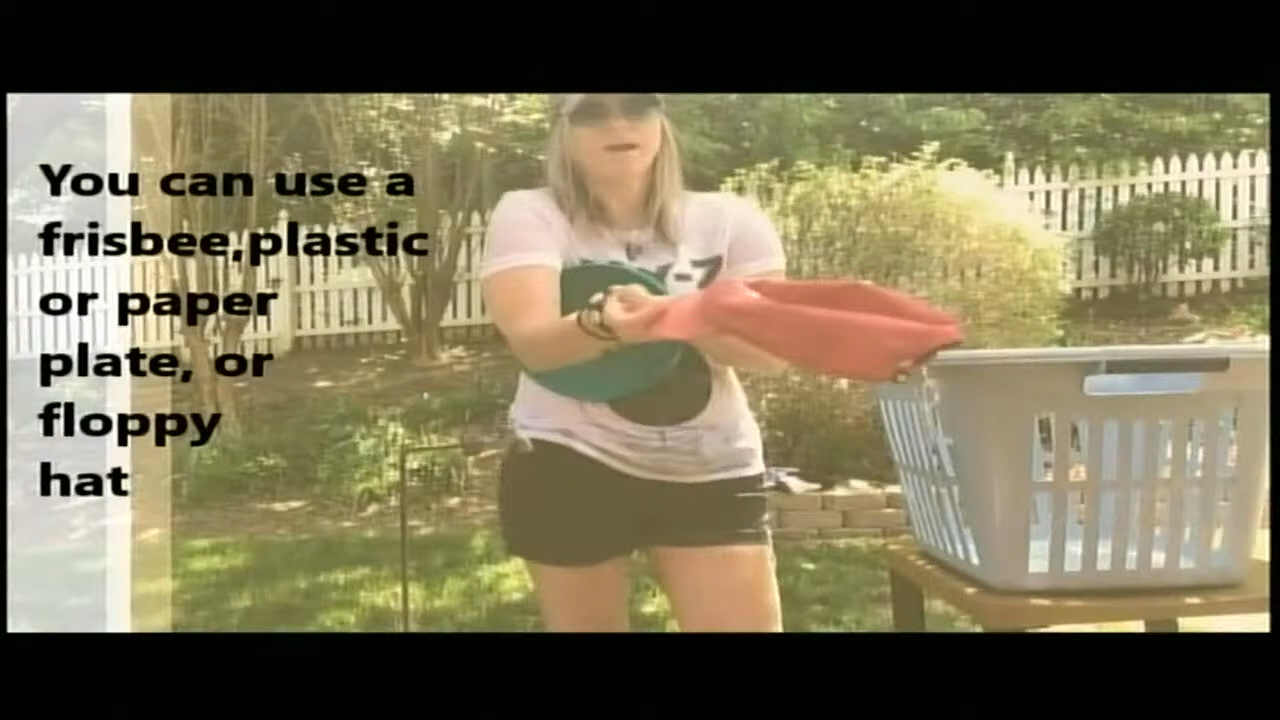 You can use a
frisbee,plastic
or paper
plate, or
floppy
hat